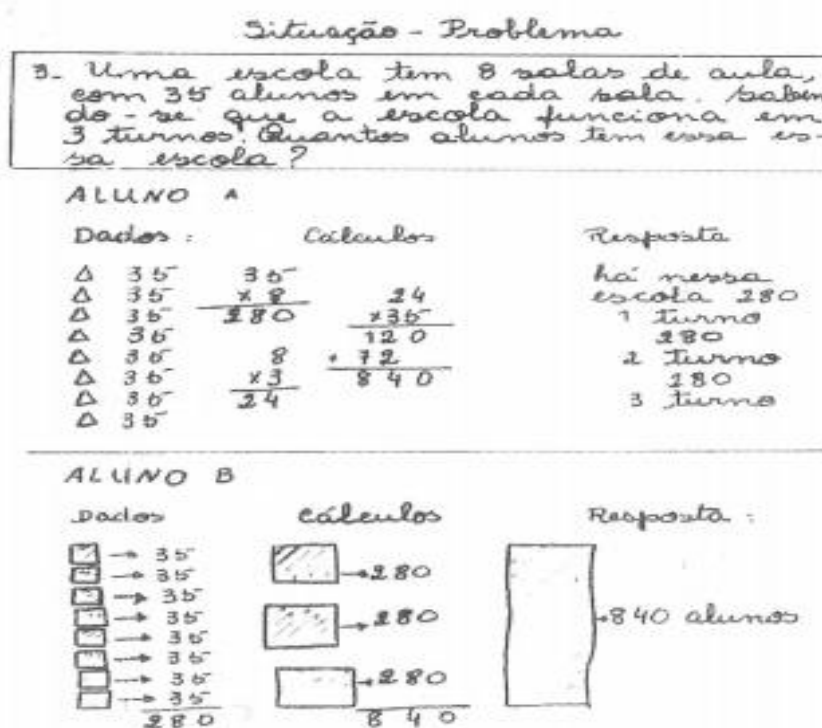 Situação - Problema
3- Uma escola tem 8 salas de aula,
com 35 alunos em cada sala. Saben
do-se que a escola funciona em
3 turnos, Quantos alunos tem essa es-
sa escola?
ALUNO A
Dados: Cálculos Resposta
Δ 35 35 há nessa
Δ 35 x 8 24 escola 280
Δ 35 280 x35 1 turno
Δ 35 120 280
Δ 35 8 + 72 2 turno
Δ 35 x3 840 280
Δ 35 24 3 turno
Δ 35
ALUNO B
Dados Cálculos Resposta:
→ 35
→ 35 → 280
→ 35
→ 35 → 280 → 840 alunos
→ 35
→ 35
→ 35 → 280
→ 35
280 840